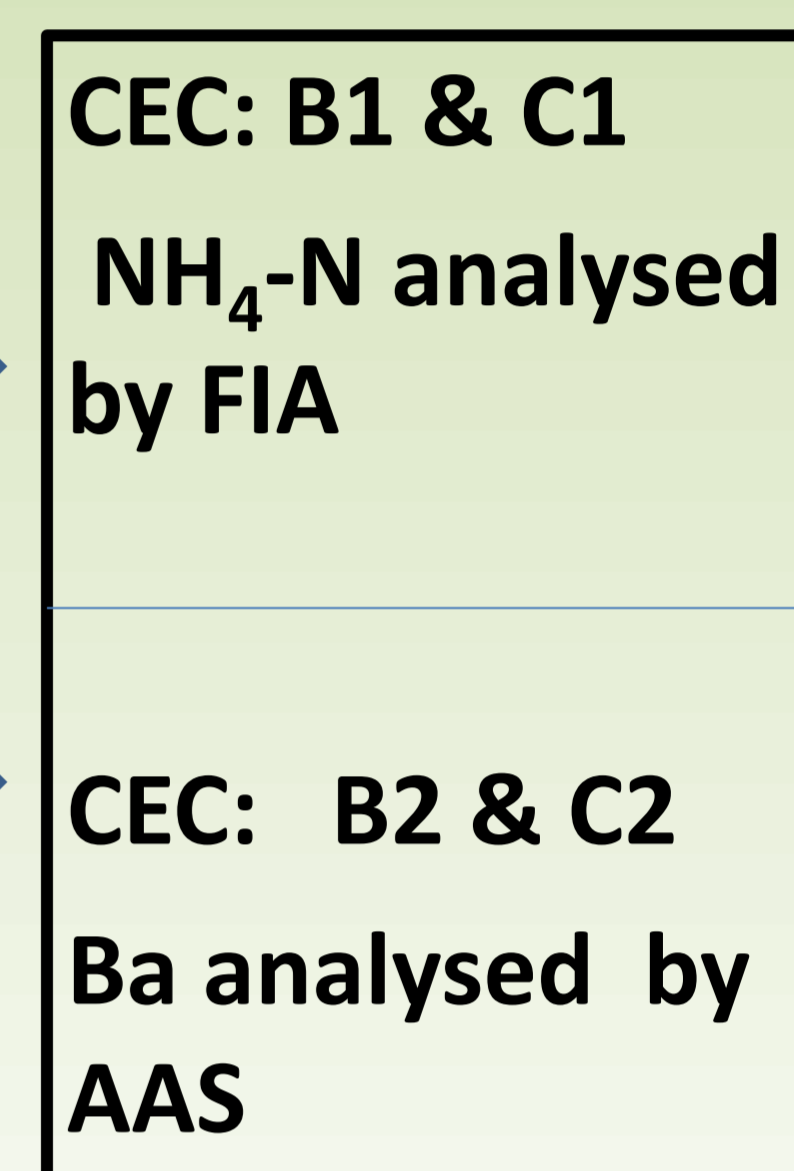 CEC: B1 & C1
NH₄-N analysed
by FIA
CEC: B2 & C2
Ba analysed by
AAS